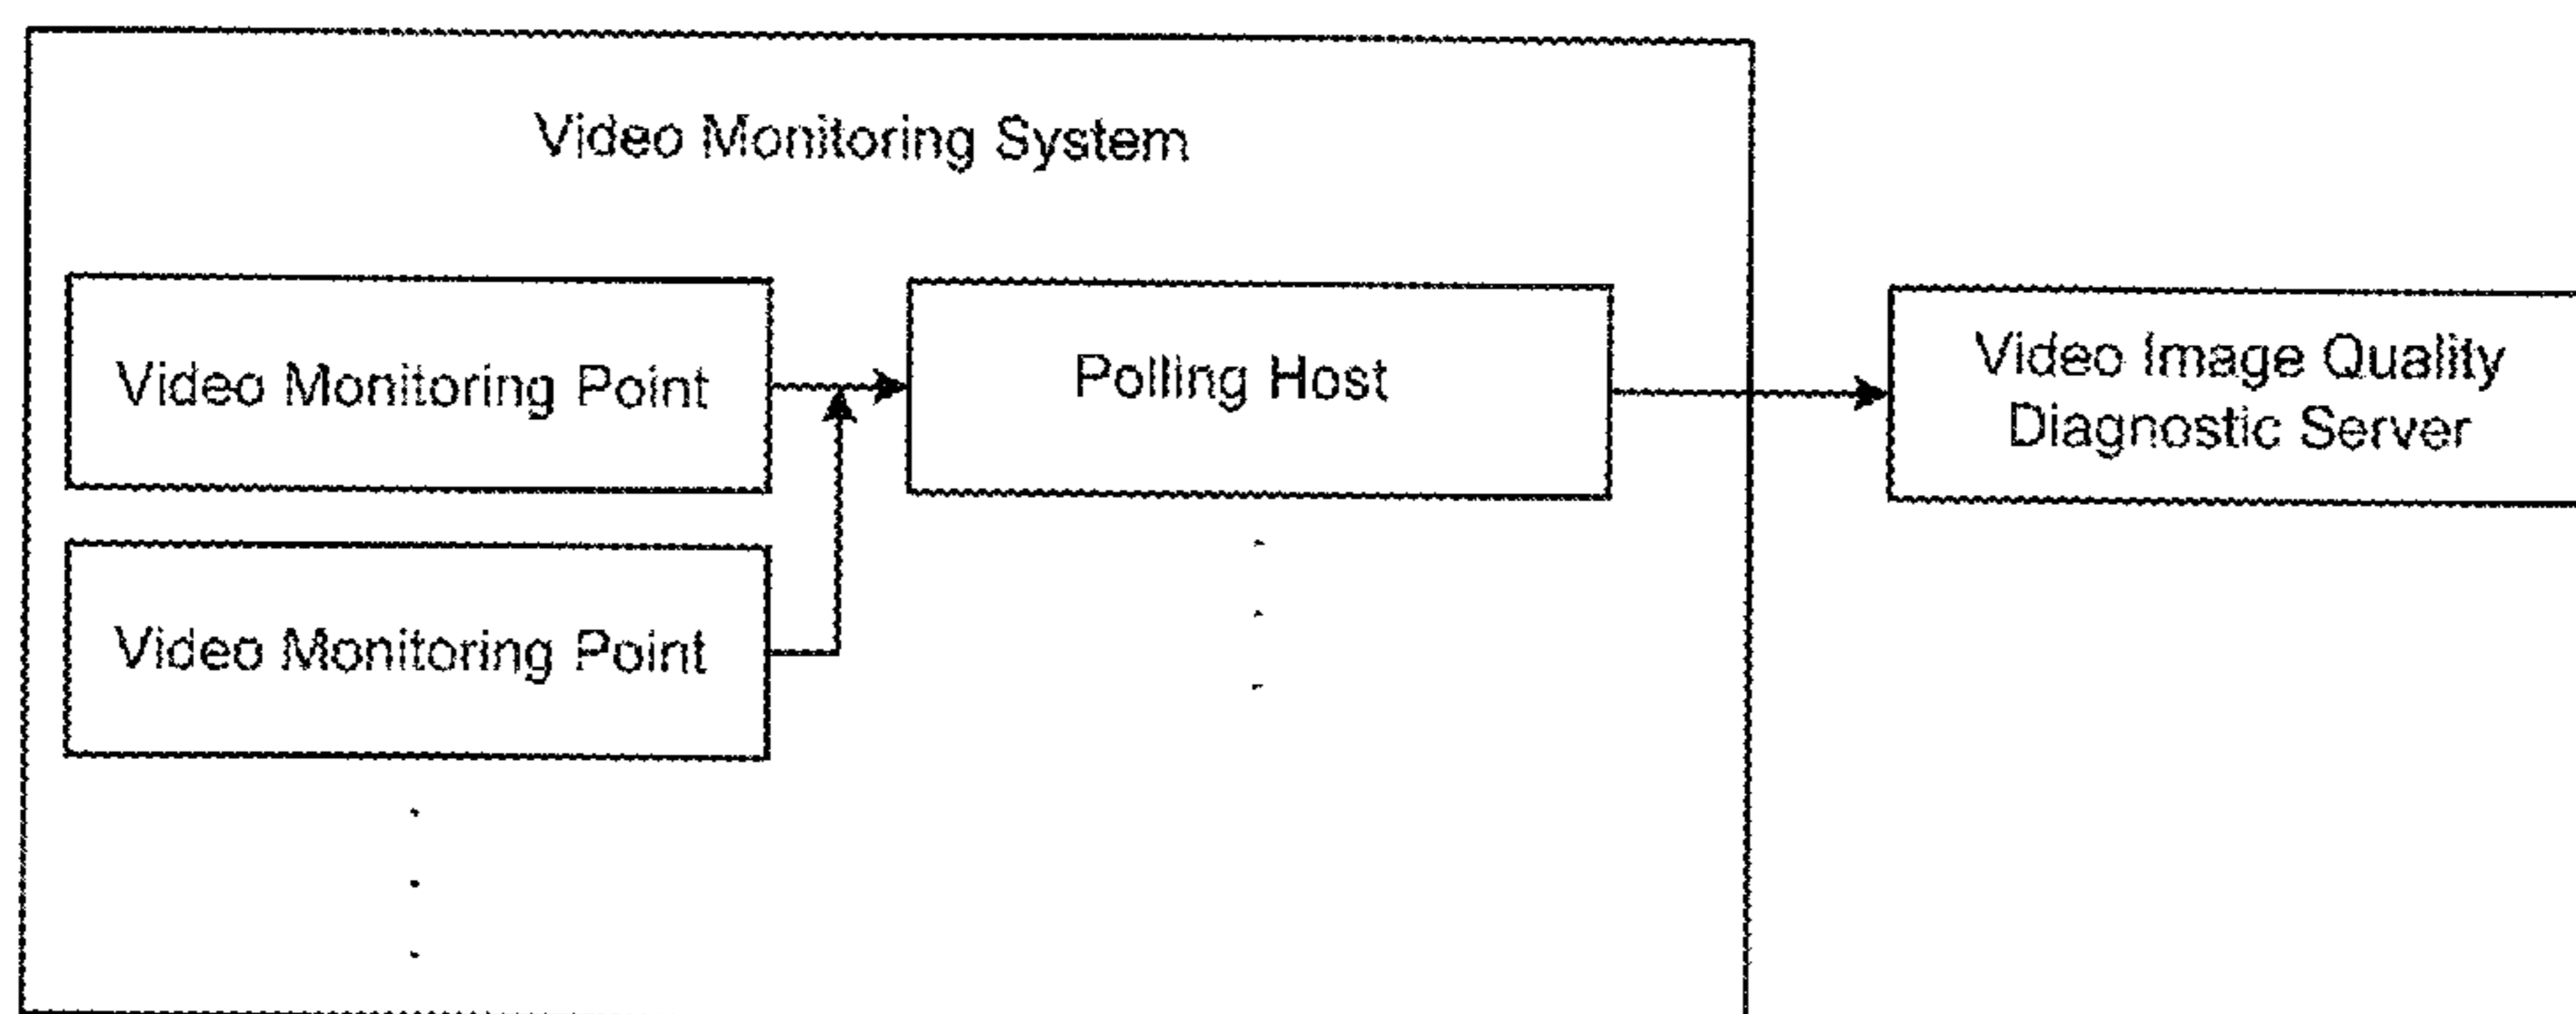 Video Monitoring System
Video Monitoring Point
Polling Host
Video Image Quality
Diagnostic Server
Video Monitoring Point